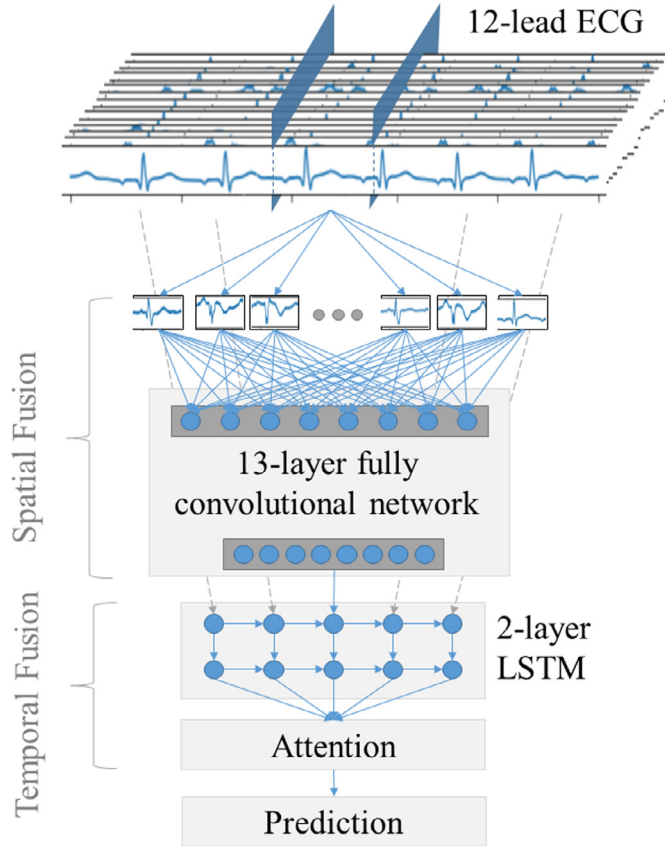 12-lead ECG
Spatial Fusion
13-layer fully
convolutional network
Temporal Fusion
2-layer
LSTM
Attention
Prediction